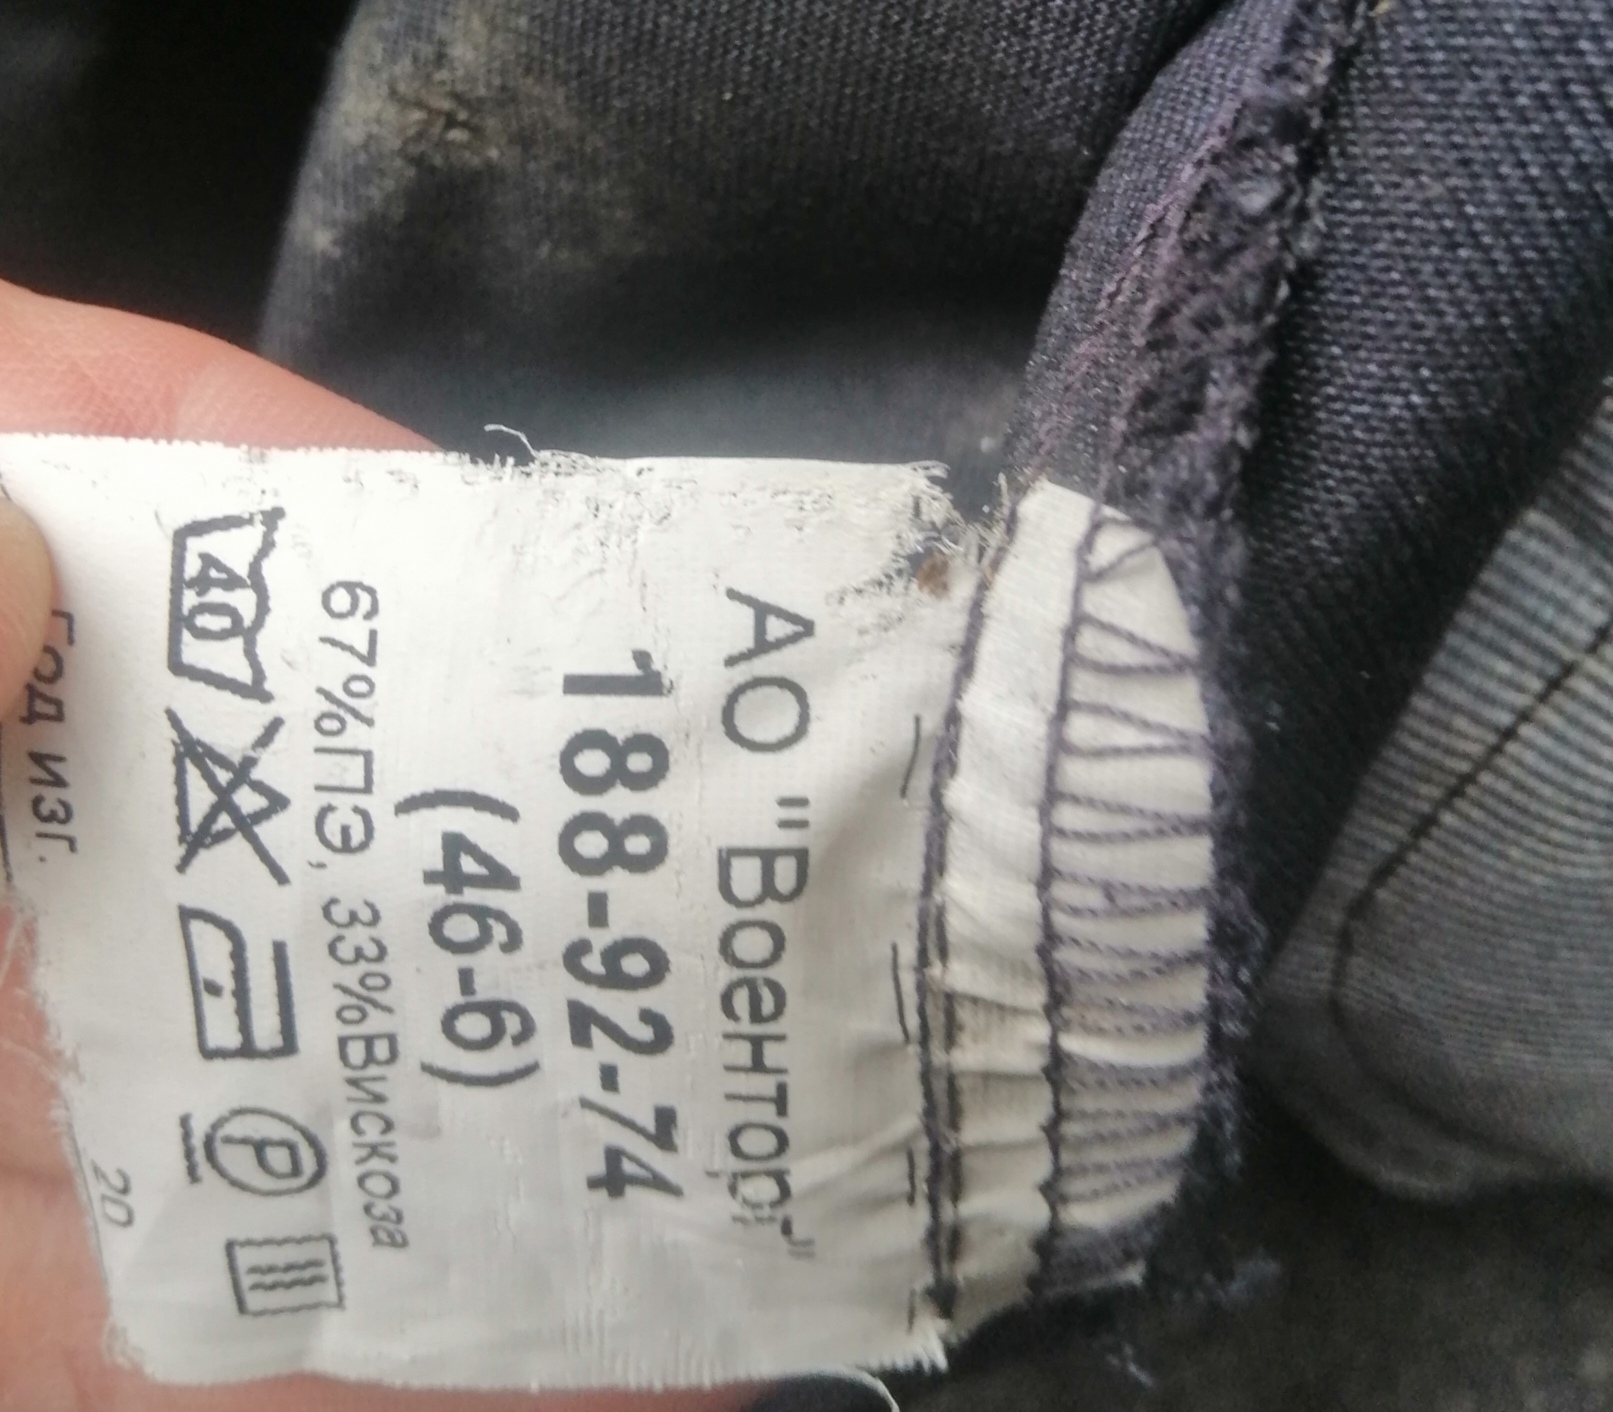 АО "Военторг"
188-92-74
(46-6)
67%ПЭ, 33%Вискоза
40 P
Год изг. 20